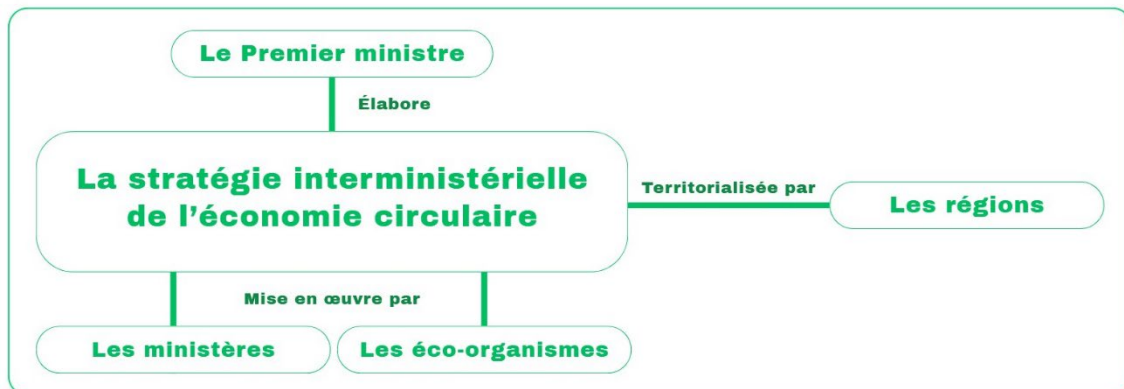 Le Premier ministre
Élabore
La stratégie interministérielle
de l’économie circulaire
Territorialisée par
Les régions
Mise en œuvre par
Les ministères
Les éco-organismes